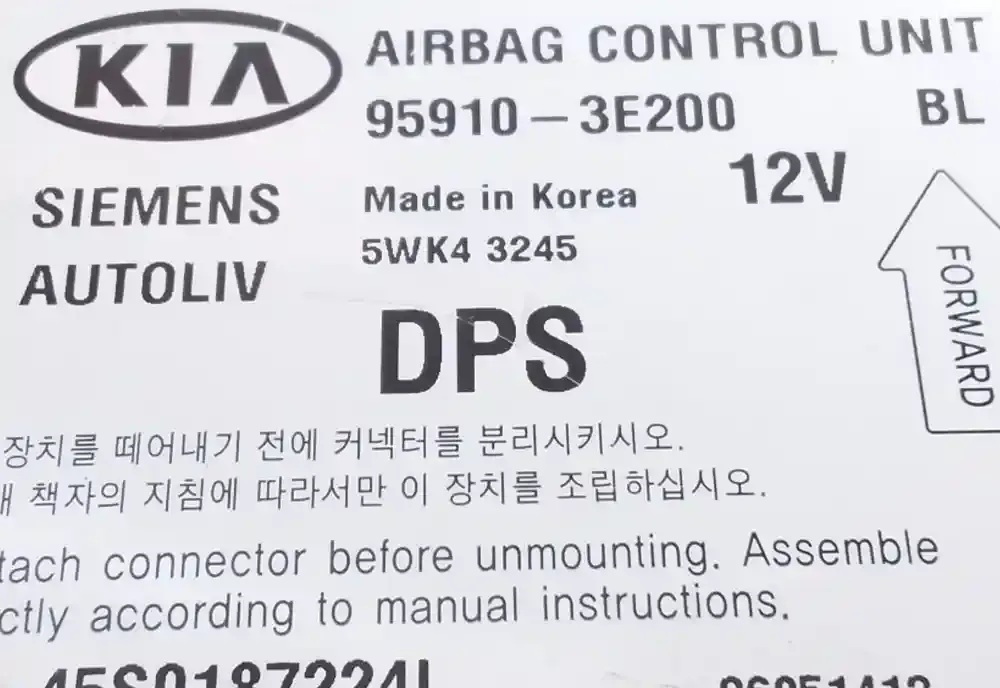 KIA AIRBAG CONTROL UNIT
95910-3E200 BL
SIEMENS Made in Korea 12V
AUTOLIV 5WK4 3245
FORWARD
DPS
장치를 떼어내기 전에 커넥터를 분리시키시오.
책자의 지침에 따라서만 이 장치를 조립하십시오.
tach connector before unmounting. Assemble
ctly according to manual instructions.